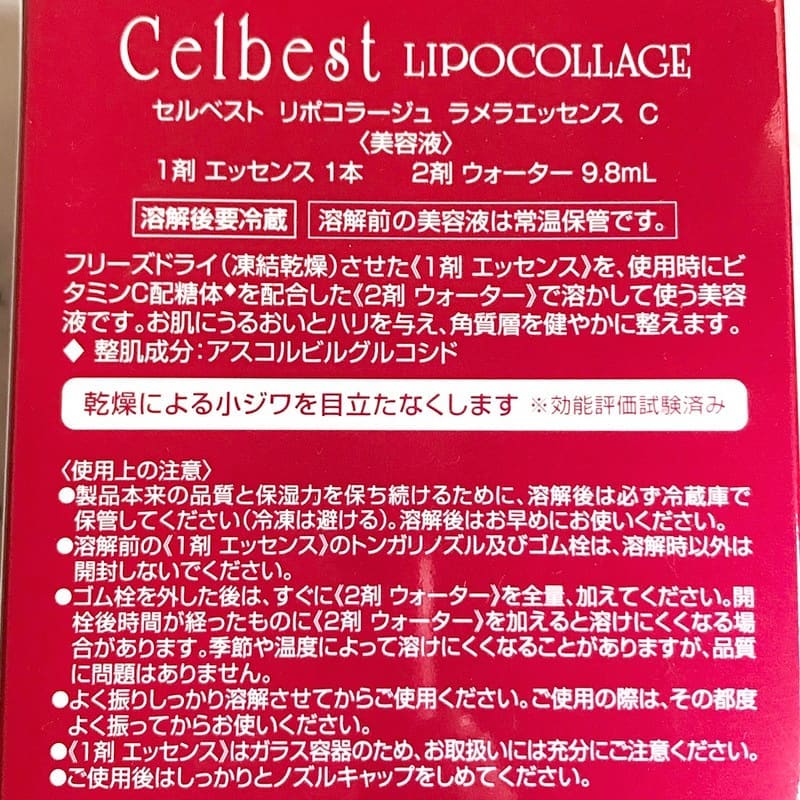 Celbest LIPOCOLLAGE
セルベスト リポコラージュ ラメラエッセンス C
〈美容液〉
1剤 エッセンス 1本 2剤 ウォーター 9.8mL
溶解後要冷蔵 溶解前の美容液は常温保管です。
フリーズドライ(凍結乾燥)させた《1剤 エッセンス》を、使用時にビ
タミンC配糖体◆を配合した《2剤 ウォーター》で溶かして使う美容
液です。お肌にうるおいとハリを与え、角質層を健やかに整えます。
◆ 整肌成分:アスコルビルグルコシド
乾燥による小ジワを目立たなくします ※効能評価試験済み
〈使用上の注意〉
●製品本来の品質と保湿力を保ち続けるために、溶解後は必ず冷蔵庫で
保管してください(冷凍は避ける)。溶解後はお早めにお使いください。
●溶解前の《1剤 エッセンス》のトンガリノズル及びゴム栓は、溶解時以外は
開封しないでください。
●ゴム栓を外した後は、すぐに《2剤 ウォーター》を全量、加えてください。開
栓後時間が経ったものに《2剤 ウォーター》を加えると溶けにくくなる場
合があります。季節や温度によって溶けにくくなることがありますが、品質
に問題はありません。
●よく振りしっかり溶解させてからご使用ください。ご使用の際は、その都度
よく振ってからお使いください。
●《1剤 エッセンス》はガラス容器のため、お取扱いには充分にご注意ください。
●ご使用後はしっかりとノズルキャップをしめてください。